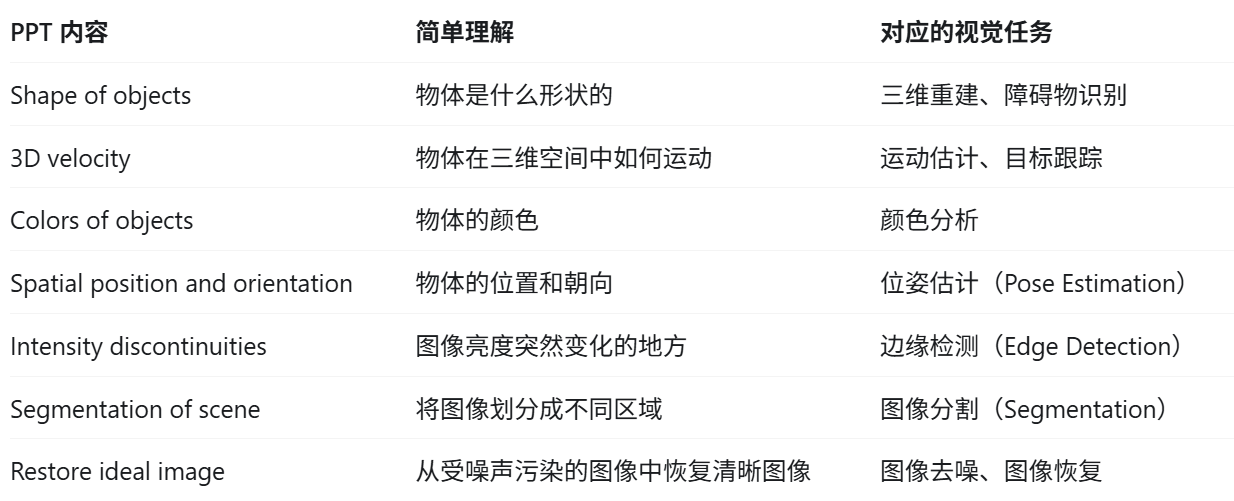 PPT 内容 简单理解 对应的视觉任务
Shape of objects 物体是什么形状的 三维重建、障碍物识别
3D velocity 物体在三维空间中如何运动 运动估计、目标跟踪
Colors of objects 物体的颜色 颜色分析
Spatial position and orientation 物体的位置和朝向 位姿估计（Pose Estimation）
Intensity discontinuities 图像亮度突然变化的地方 边缘检测（Edge Detection）
Segmentation of scene 将图像划分成不同区域 图像分割（Segmentation）
Restore ideal image 从受噪声污染的图像中恢复清晰图像 图像去噪、图像恢复